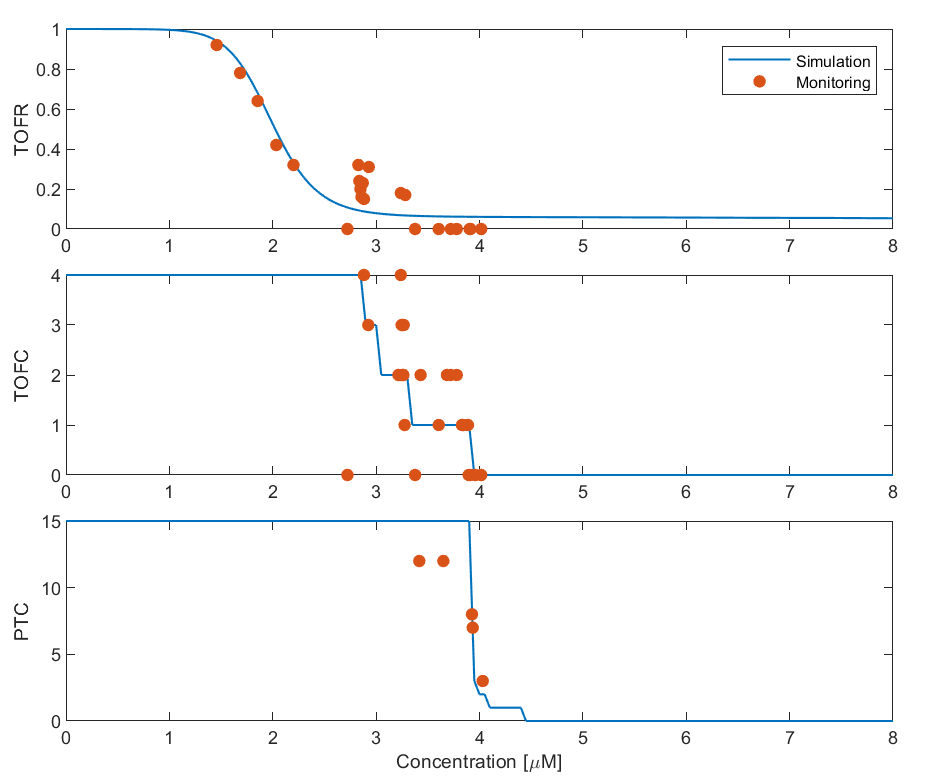 1
0.8
0.6
0.4
0.2
0
TOFR
Simulation
Monitoring
0 1 2 3 4 5 6 7 8
4
3
2
1
0
TOFC
0 1 2 3 4 5 6 7 8
15
10
5
0
PTC
0 1 2 3 4 5 6 7 8
Concentration [μM]